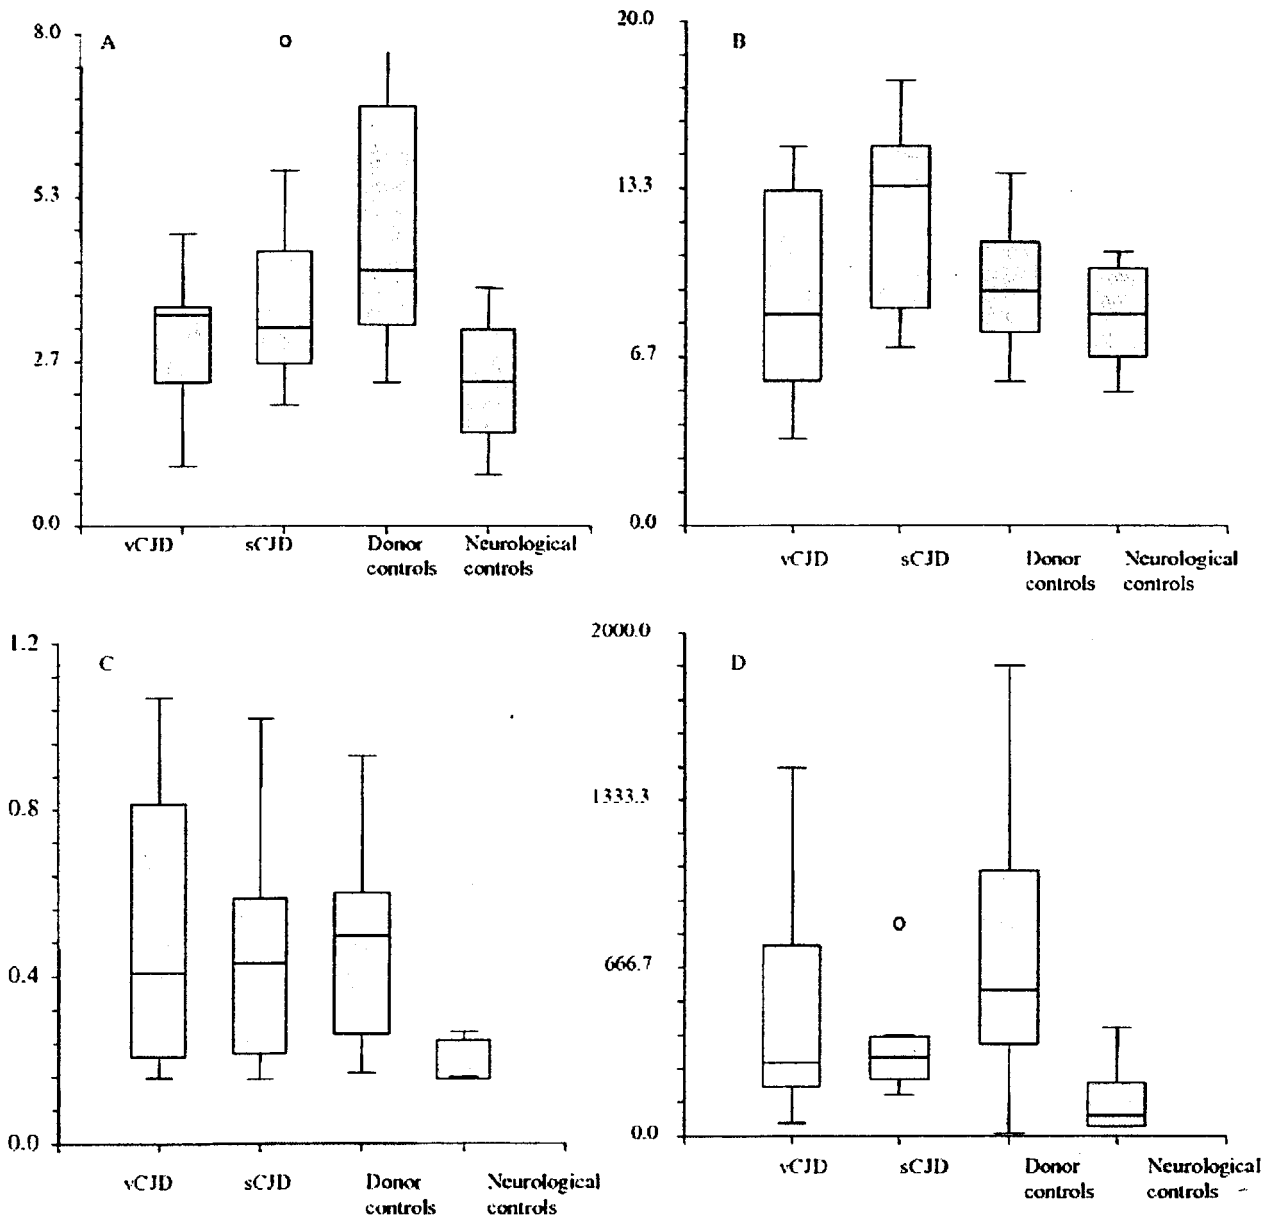 8.0
A
5.3
2.7
0.0
vCJD
sCJD
Donor
controls
Neurological
controls
20.0
B
13.3
6.7
0.0
vCJD
sCJD
Donor
controls
Neurological
controls
1.2
C
0.8
0.4
0.0
vCJD
sCJD
Donor
controls
Neurological
controls
2000.0
D
1333.3
666.7
0.0
vCJD
sCJD
Donor
controls
Neurological
controls